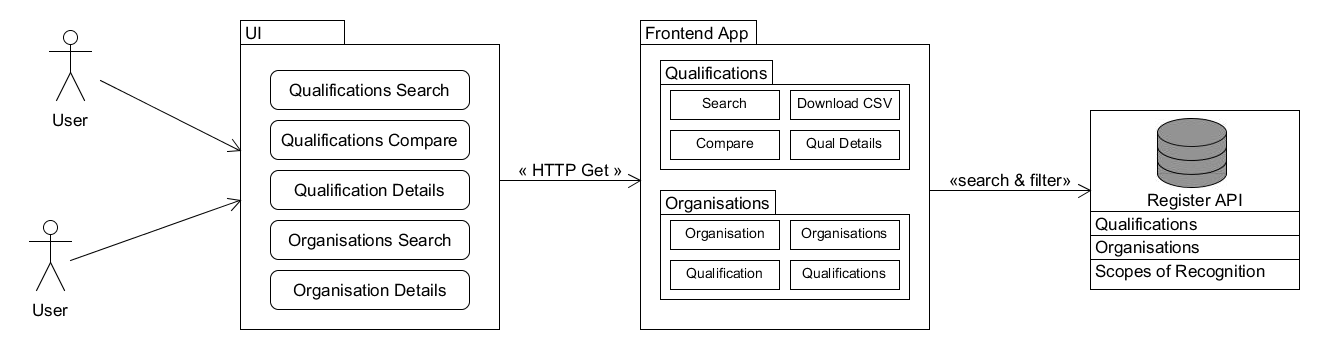 User
User
UI
Qualifications Search
Qualifications Compare
Qualification Details
Organisations Search
Organisation Details
« HTTP Get »
Frontend App
Qualifications
Search
Download CSV
Compare
Qual Details
Organisations
Organisation
Organisations
Qualification
Qualifications
«search & filter»
Register API
Qualifications
Organisations
Scopes of Recognition